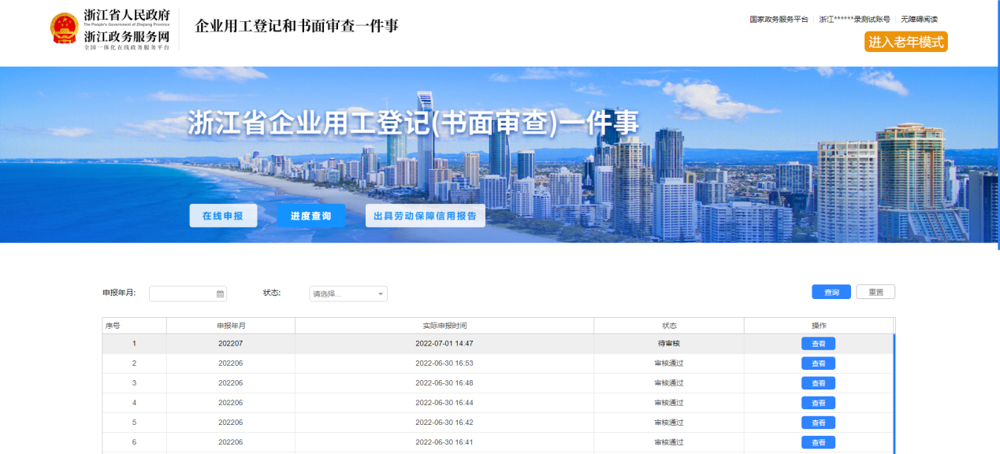 浙江省人民政府
The People's Government of Zhejiang Province
浙江政务服务网
全国一体化在线政务服务平台
企业用工登记和书面审查一件事
国家政务服务平台 浙江******录测试账号 无障碍阅读
进入老年模式
浙江省企业用工登记(书面审查)一件事
在线申报 进度查询 出具劳动保障信用报告
申报年月: 状态: 请选择... 查询 重置
序号 申报年月 实际申报时间 状态 操作
1 202207 2022-07-01 14:47 待审核 查看
2 202206 2022-06-30 16:53 审核通过 查看
3 202206 2022-06-30 16:48 审核通过 查看
4 202206 2022-06-30 16:44 审核通过 查看
5 202206 2022-06-30 16:42 审核通过 查看
6 202206 2022-06-30 16:41 审核通过 查看